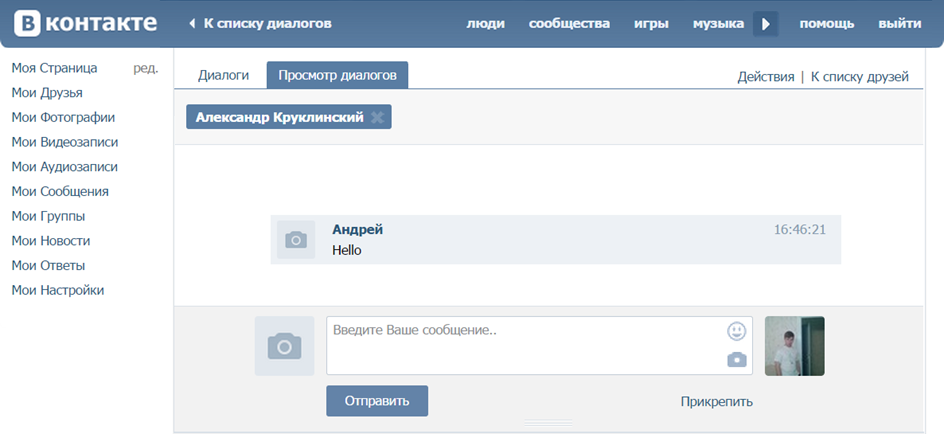 В контакте К списку диалогов люди сообщества игры музыка помощь выйти
Моя Страница ред.
Мои Друзья
Мои Фотографии
Мои Видеозаписи
Мои Аудиозаписи
Мои Сообщения
Мои Группы
Мои Новости
Мои Ответы
Мои Настройки
Диалоги Просмотр диалогов Действия | К списку друзей
Александр Круклинский
Андрей 16:46:21
Hello
Введите Ваше сообщение..
Отправить Прикрепить